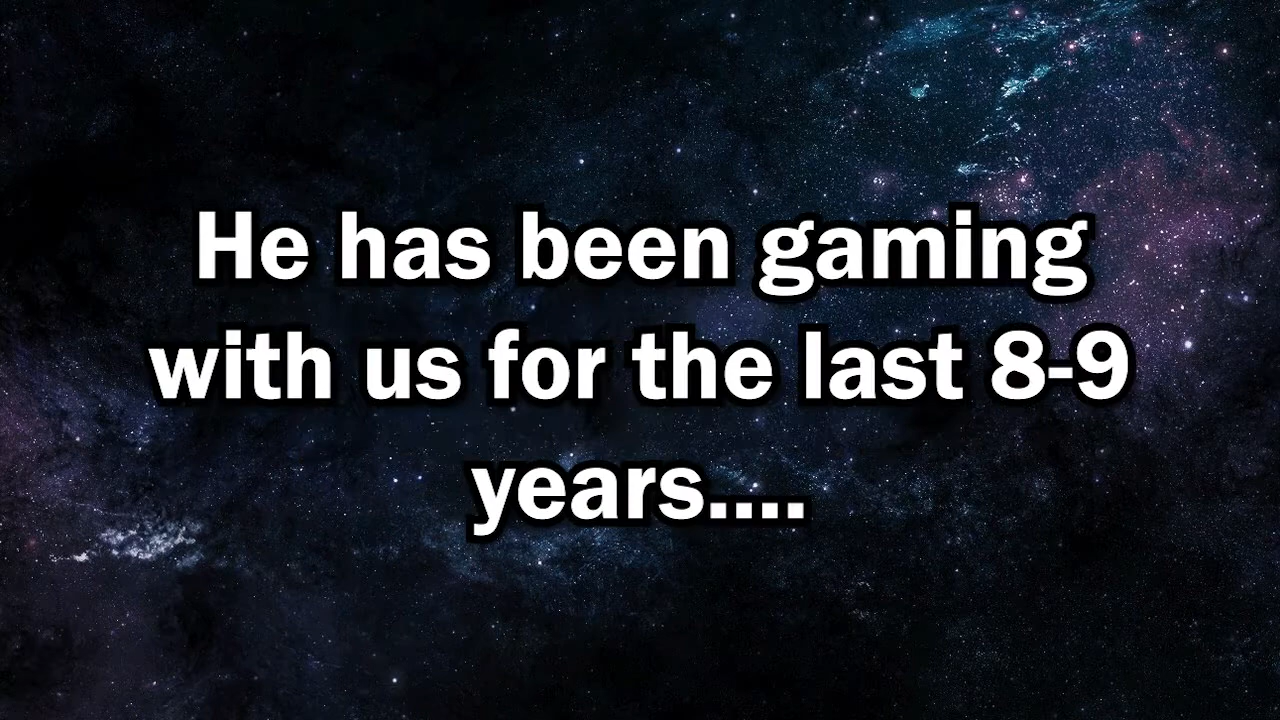 He has been gaming
with us for the last 8-9
years....